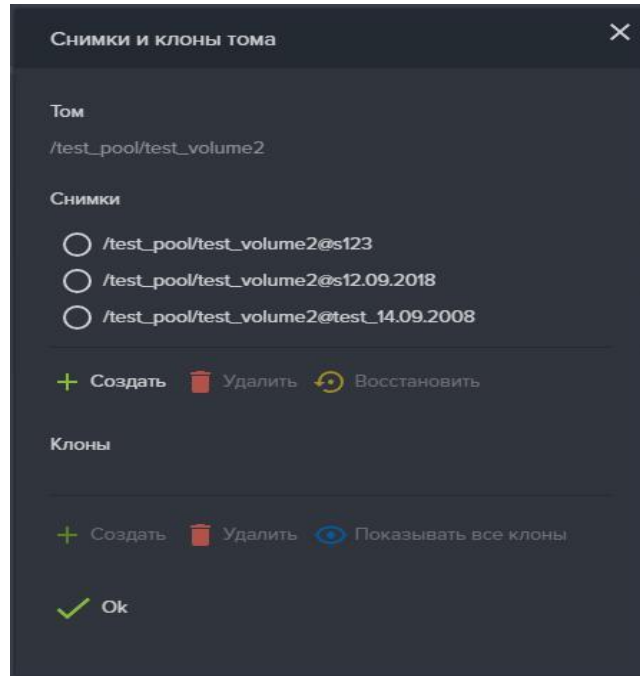 Снимки и клоны тома
Том
/test_pool/test_volume2
Снимки
/test_pool/test_volume2@s123
/test_pool/test_volume2@s12.09.2018
/test_pool/test_volume2@test_14.09.2008
Создать Удалить Восстановить
Клоны
Создать Удалить Показывать все клоны
Ok